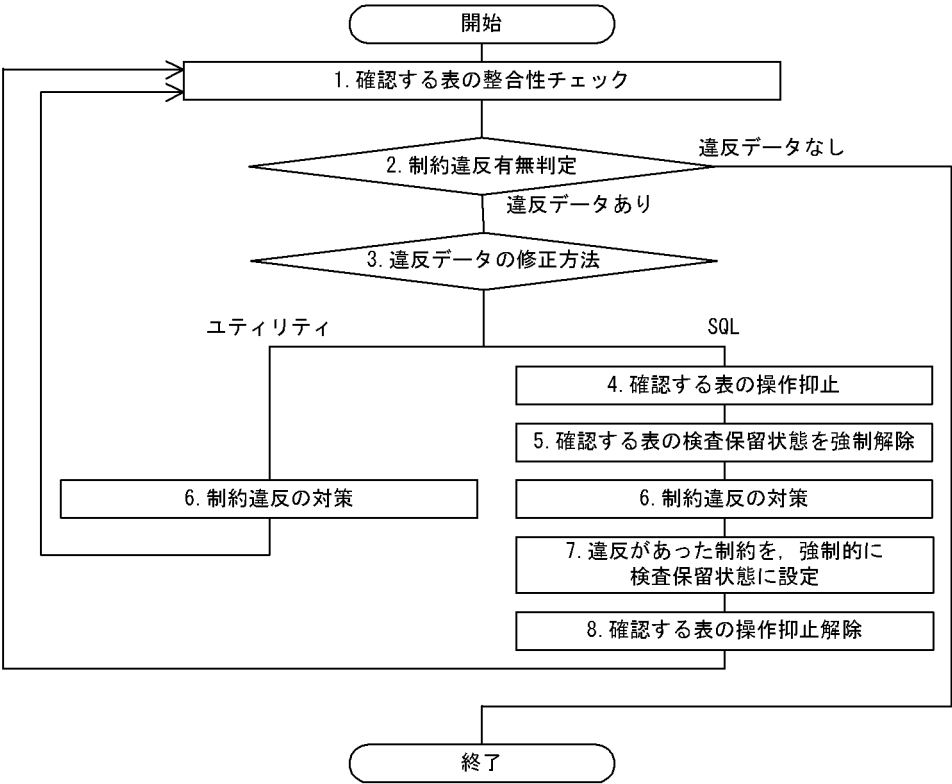 開始
1.確認する表の整合性チェック
2.制約違反有無判定
違反データなし
違反データあり
3.違反データの修正方法
ユティリティ
SQL
4.確認する表の操作抑止
5.確認する表の検査保留状態を強制解除
6.制約違反の対策
6.制約違反の対策
7.違反があった制約を，強制的に
検査保留状態に設定
8.確認する表の操作抑止解除
終了